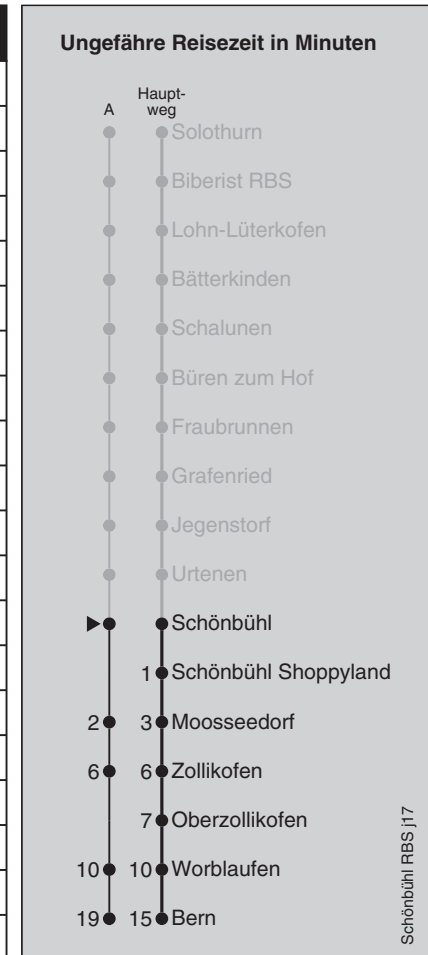 Ungefähre Reisezeit in Minuten
A Haupt-
weg
Solothurn
Biberist RBS
Lohn-Lüterkofen
Bätterkinden
Schalunen
Büren zum Hof
Fraubrunnen
Grafenried
Jegenstorf
Urtenen
Schönbühl
1 Schönbühl Shoppyland
2 3 Moosseedorf
6 6 Zollikofen
7 Oberzollikofen
10 10 Worblaufen
19 15 Bern
Schönbühl RBS j17